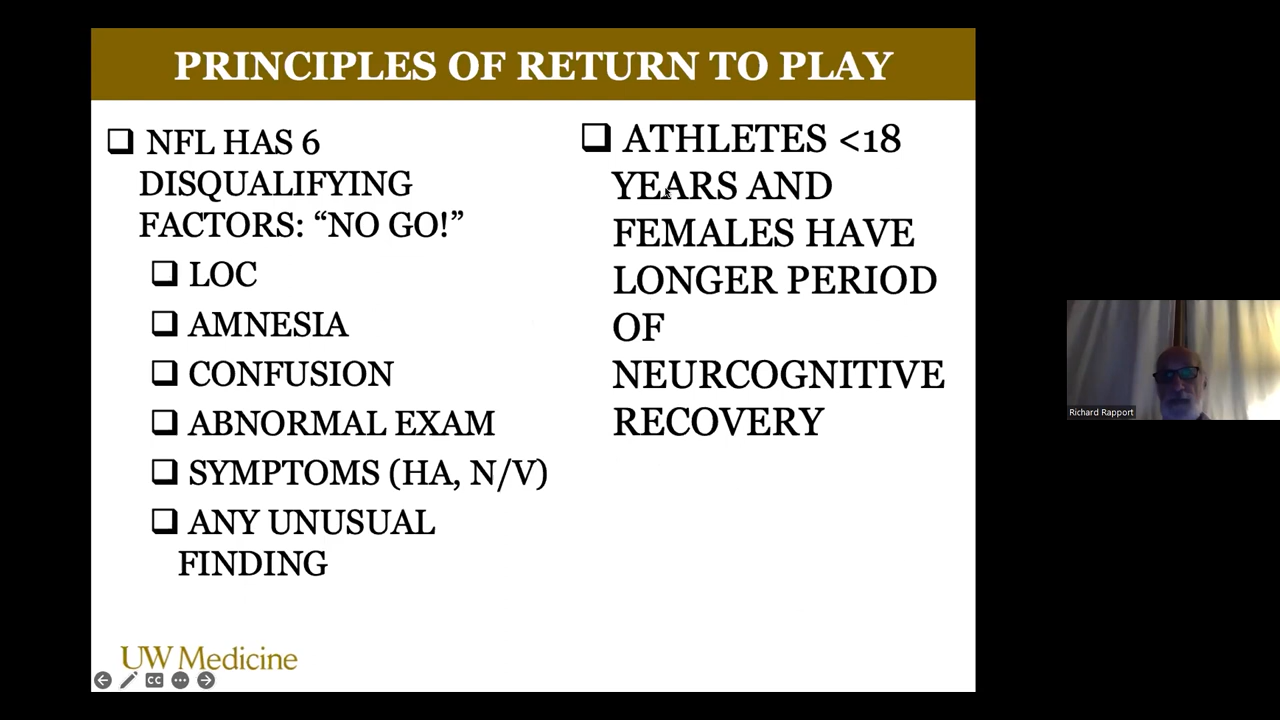 PRINCIPLES OF RETURN TO PLAY
NFL HAS 6
DISQUALIFYING
FACTORS: “NO GO!”
LOC
AMNESIA
CONFUSION
ABNORMAL EXAM
SYMPTOMS (HA, N/V)
ANY UNUSUAL
FINDING
ATHLETES <18
YEARS AND
FEMALES HAVE
LONGER PERIOD
OF
NEURCOGNITIVE
RECOVERY
UW Medicine
CC
Richard Rapport